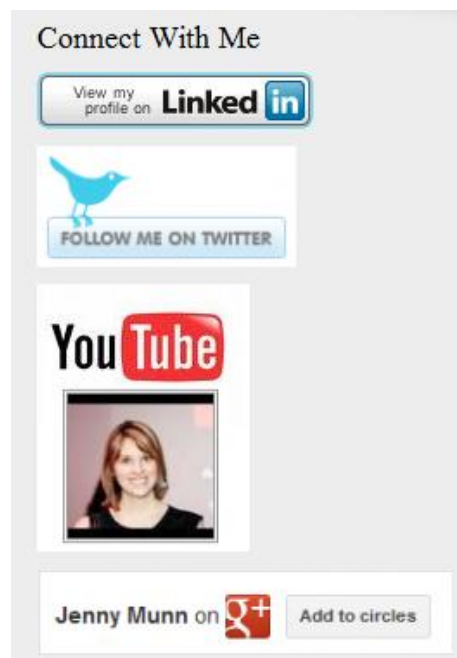 Connect With Me
View my
profile on Linked in
FOLLOW ME ON TWITTER
You Tube
Jenny Munn on g+ Add to circles